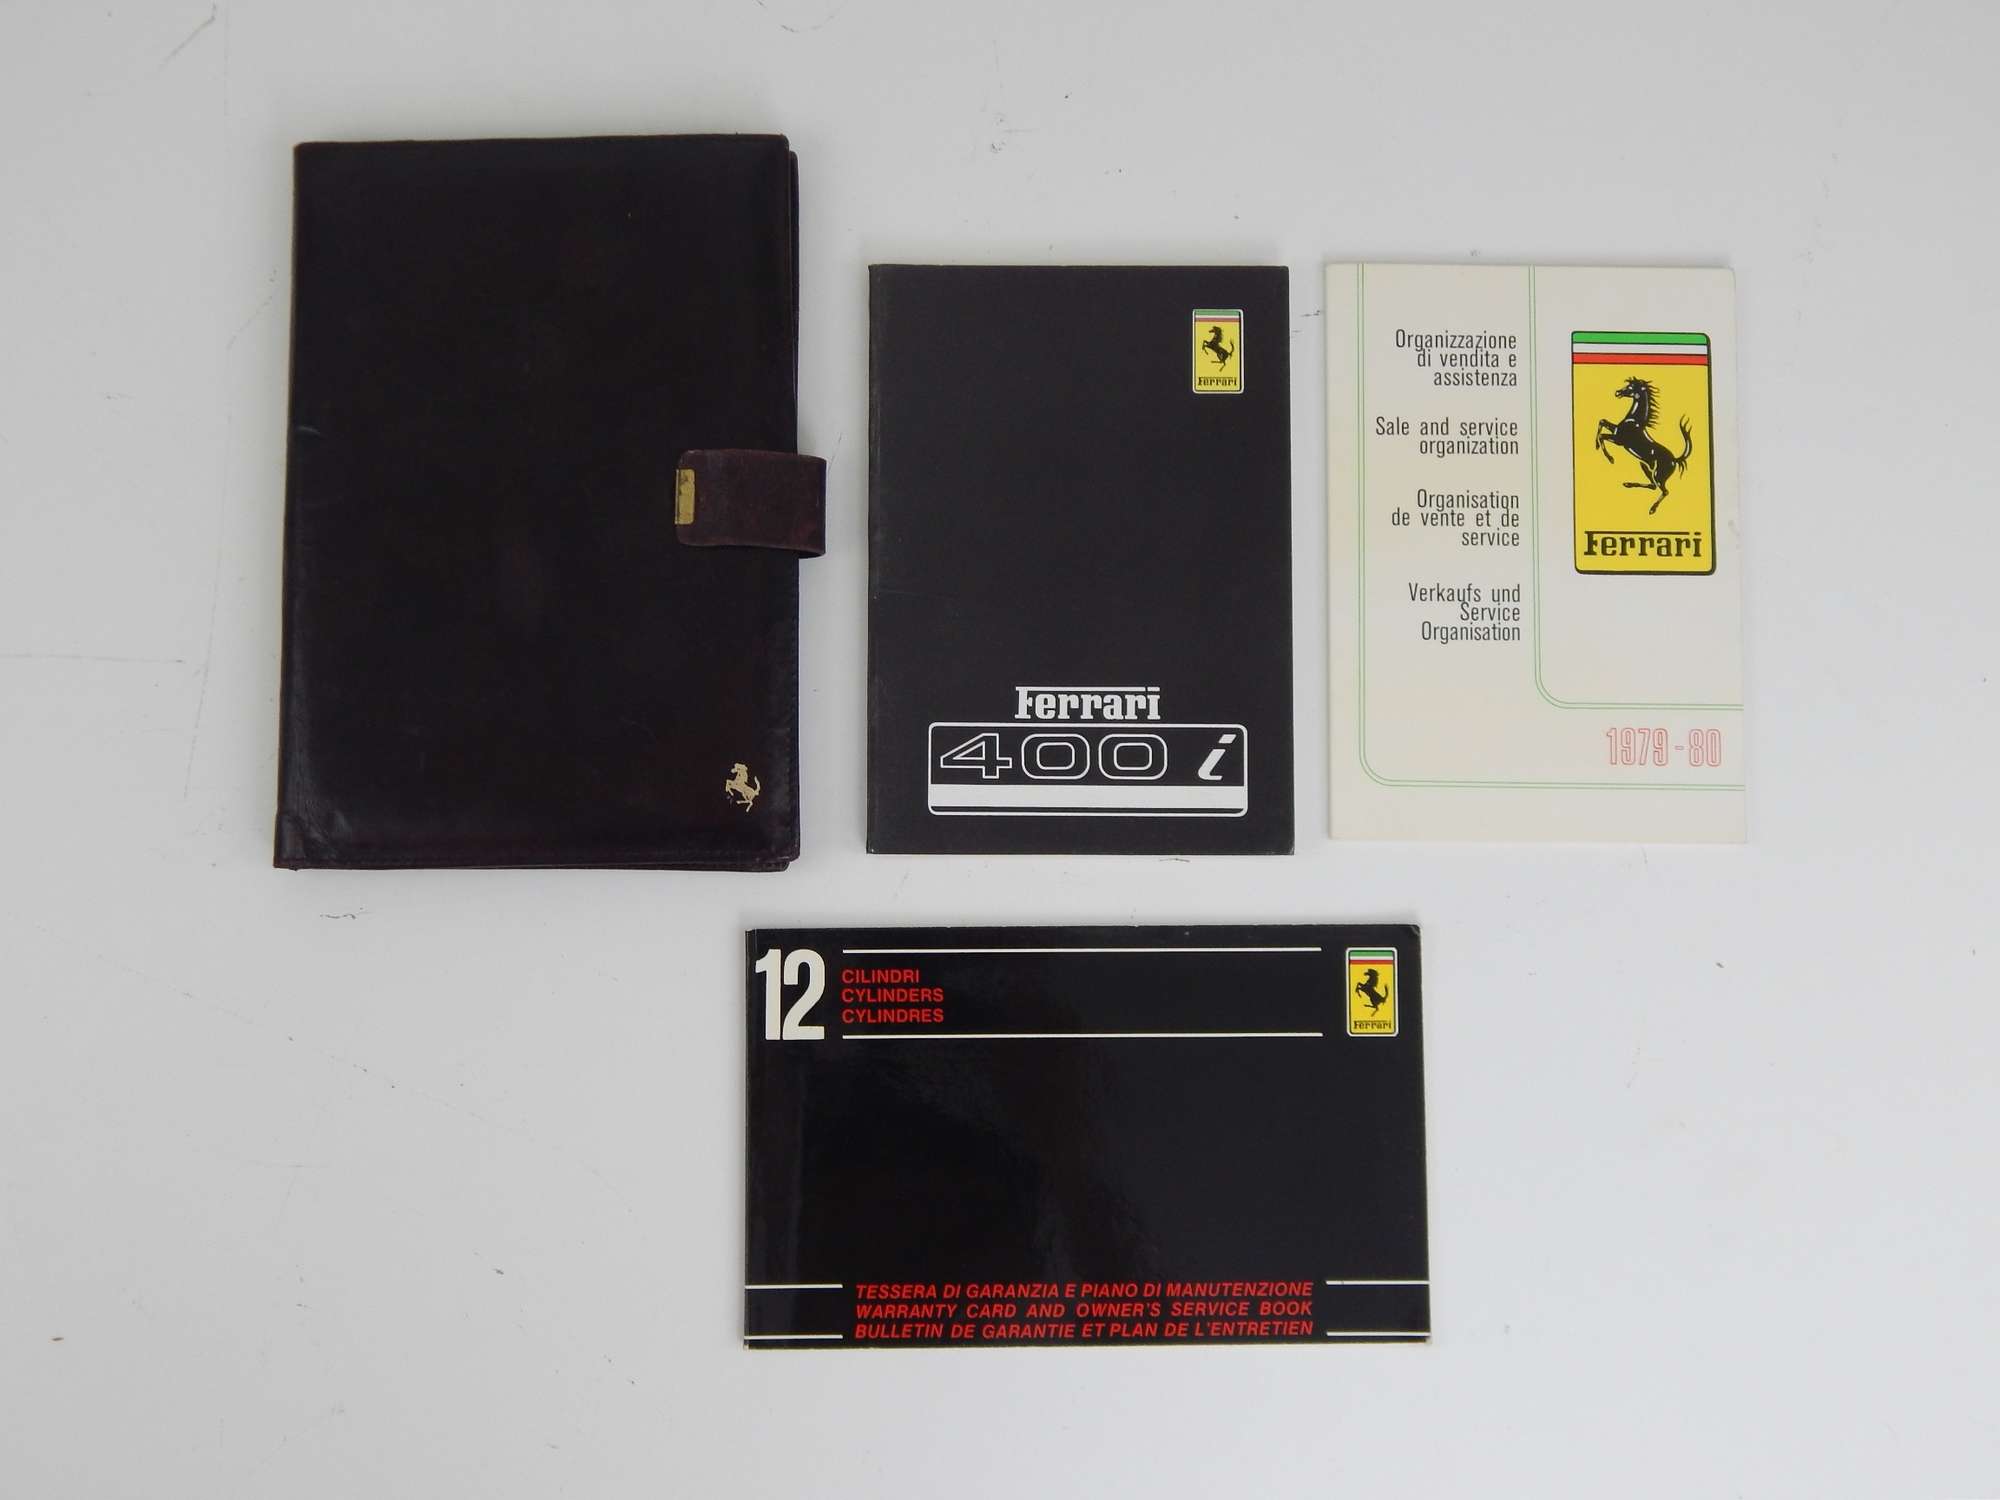 Ferrari
Ferrari
400 i
Organizzazione
di vendita e
assistenza
Sale and service
organization
Organisation
de vente et de
service
Verkaufs und
Service
Organisation
Ferrari
1979-80
12
CILINDRI
CYLINDERS
CYLINDRES
Ferrari
TESSERA DI GARANZIA E PIANO DI MANUTENZIONE
WARRANTY CARD AND OWNER'S SERVICE BOOK
BULLETIN DE GARANTIE ET PLAN DE L'ENTRETIEN